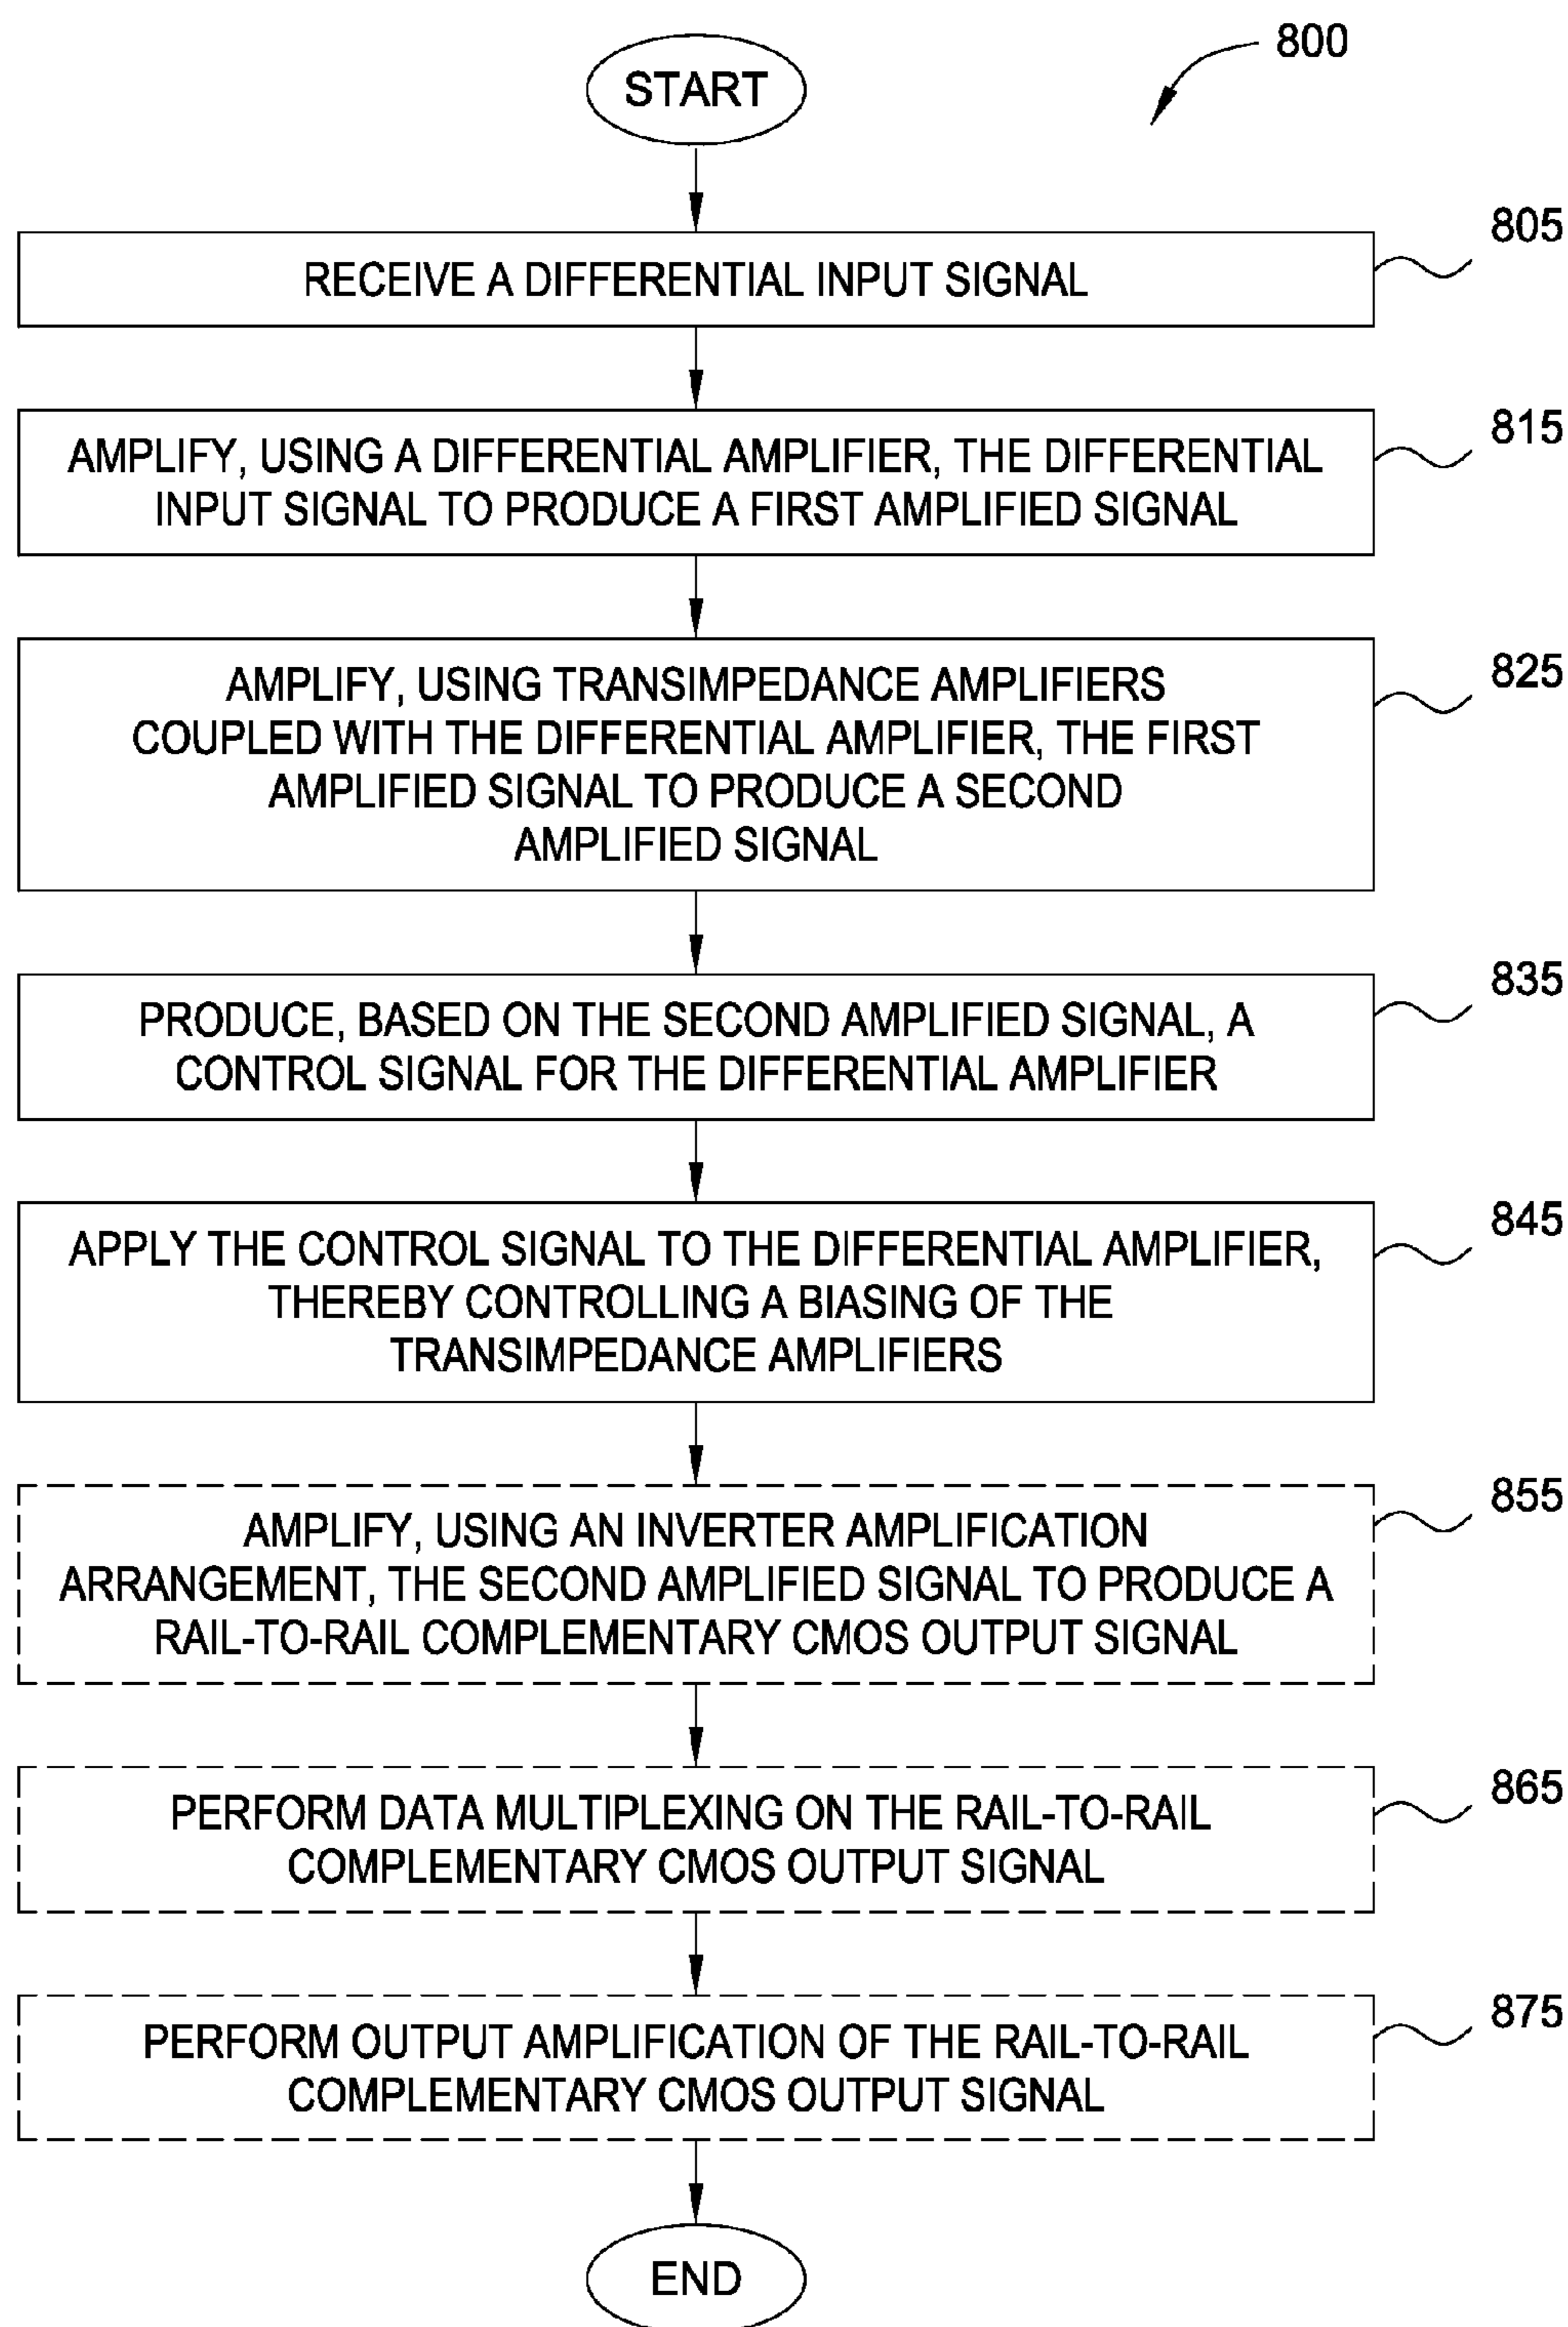 800
START
805
RECEIVE A DIFFERENTIAL INPUT SIGNAL
815
AMPLIFY, USING A DIFFERENTIAL AMPLIFIER, THE DIFFERENTIAL
INPUT SIGNAL TO PRODUCE A FIRST AMPLIFIED SIGNAL
825
AMPLIFY, USING TRANSIMPEDANCE AMPLIFIERS
COUPLED WITH THE DIFFERENTIAL AMPLIFIER, THE FIRST
AMPLIFIED SIGNAL TO PRODUCE A SECOND
AMPLIFIED SIGNAL
835
PRODUCE, BASED ON THE SECOND AMPLIFIED SIGNAL, A
CONTROL SIGNAL FOR THE DIFFERENTIAL AMPLIFIER
845
APPLY THE CONTROL SIGNAL TO THE DIFFERENTIAL AMPLIFIER,
THEREBY CONTROLLING A BIASING OF THE
TRANSIMPEDANCE AMPLIFIERS
855
AMPLIFY, USING AN INVERTER AMPLIFICATION
ARRANGEMENT, THE SECOND AMPLIFIED SIGNAL TO PRODUCE A
RAIL-TO-RAIL COMPLEMENTARY CMOS OUTPUT SIGNAL
865
PERFORM DATA MULTIPLEXING ON THE RAIL-TO-RAIL
COMPLEMENTARY CMOS OUTPUT SIGNAL
875
PERFORM OUTPUT AMPLIFICATION OF THE RAIL-TO-RAIL
COMPLEMENTARY CMOS OUTPUT SIGNAL
END